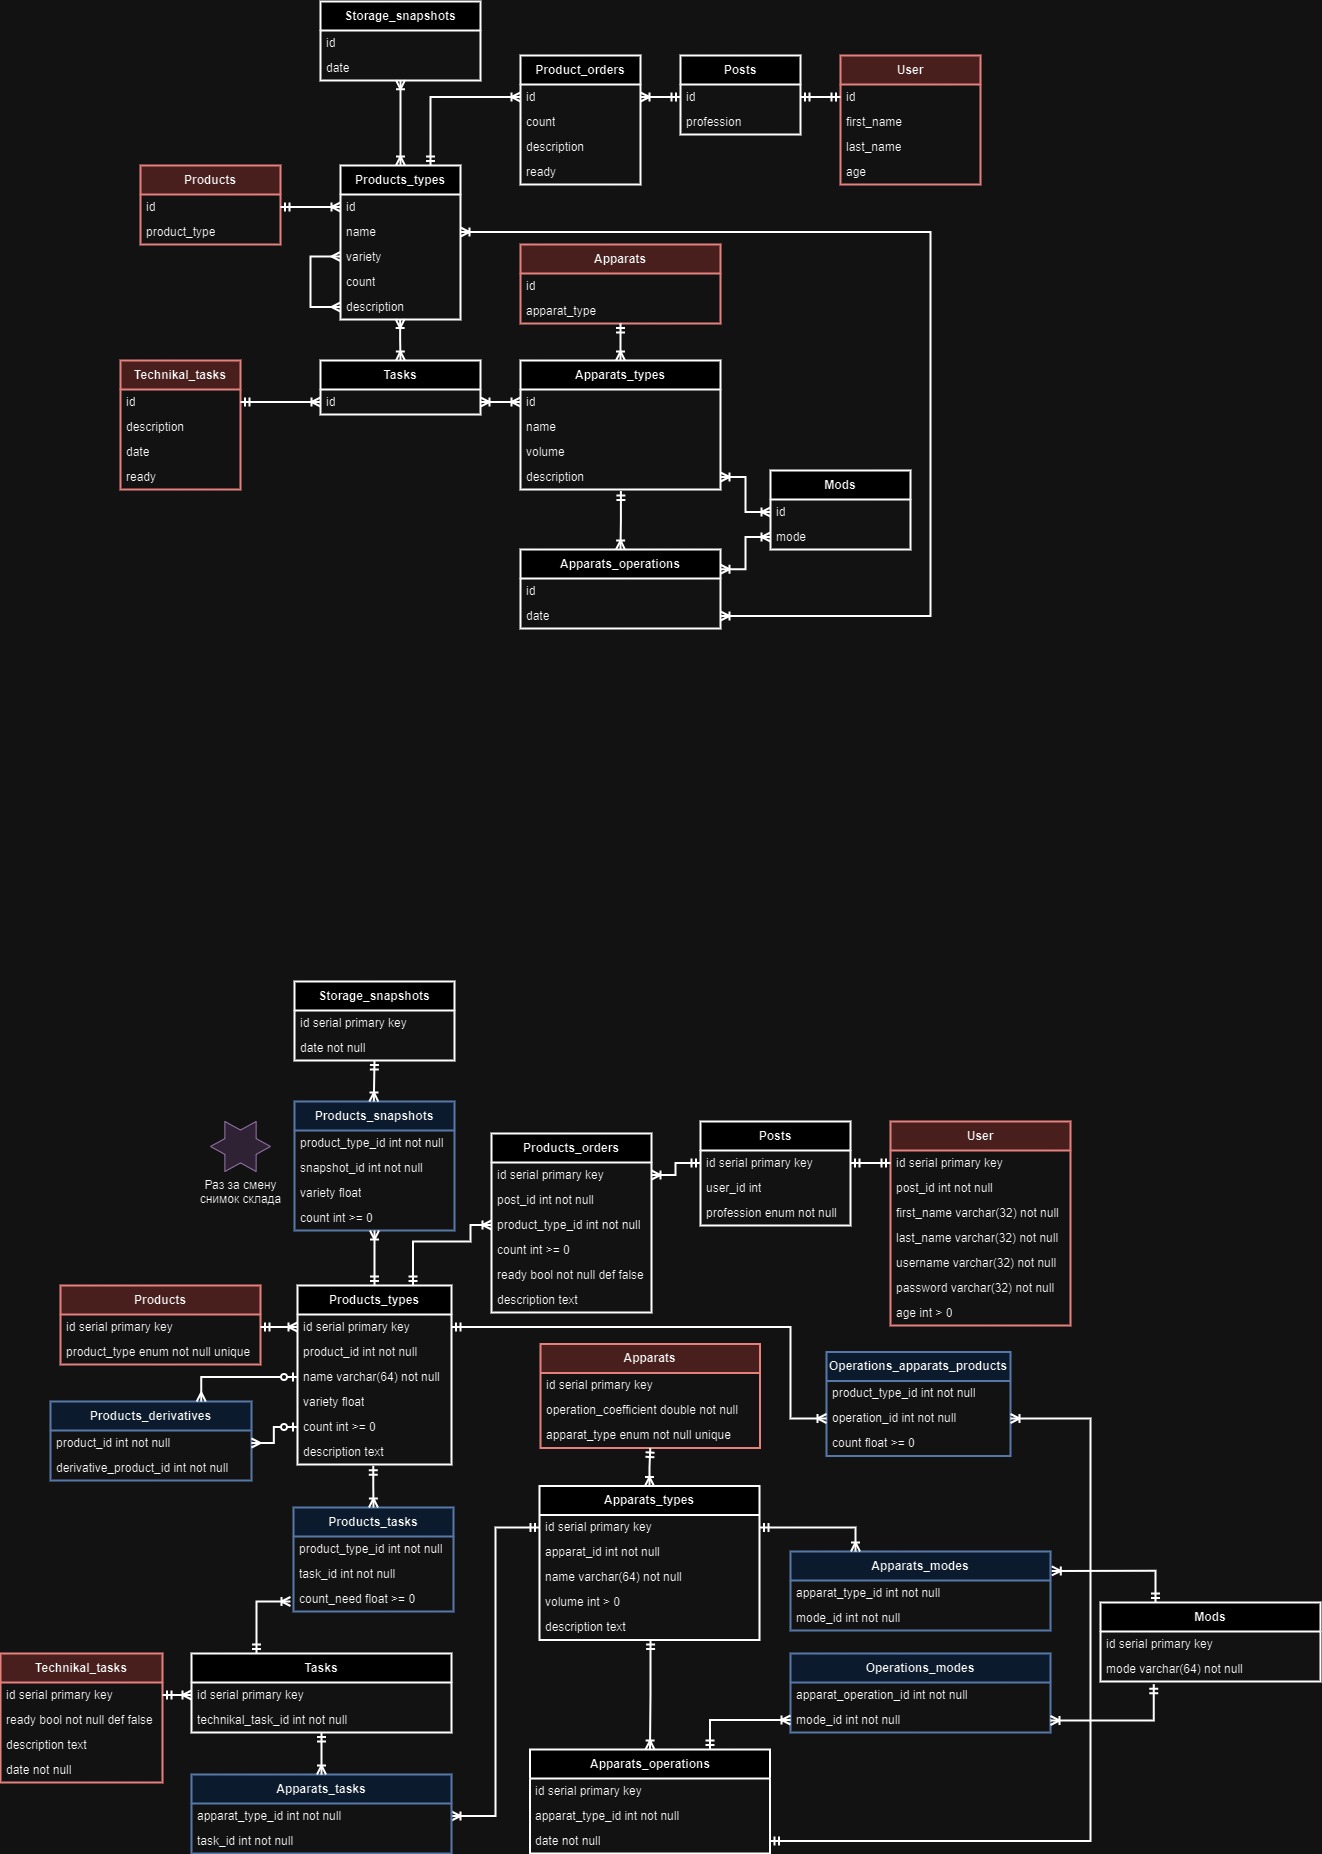 Storage_snapshots
id
date
Product_orders
id
count
description
ready
Posts
id
profession
User
id
first_name
last_name
age
Products
id
product_type
Products_types
id
name
variety
count
description
Apparats
id
apparat_type
Technikal_tasks
id
description
date
ready
Tasks
id
Apparats_types
id
name
volume
description
Mods
id
mode
Apparats_operations
id
date
Storage_snapshots
id serial primary key
date not null
Products_snapshots
product_type_id int not null
snapshot_id int not null
variety float
count int >= 0
Раз за смену
снимок склада
Products_orders
id serial primary key
post_id int not null
product_type_id int not null
count int >= 0
ready bool not null def false
description text
Posts
id serial primary key
user_id int
profession enum not null
User
id serial primary key
post_id int not null
first_name varchar(32) not null
last_name varchar(32) not null
username varchar(32) not null
password varchar(32) not null
age int > 0
Products
id serial primary key
product_type enum not null unique
Products_types
id serial primary key
product_id int not null
name varchar(64) not null
variety float
count int >= 0
description text
Products_derivatives
product_id int not null
derivative_product_id int not null
Apparats
id serial primary key
operation_coefficient double not null
apparat_type enum not null unique
Operations_apparats_products
product_type_id int not null
operation_id int not null
count float >= 0
Products_tasks
product_type_id int not null
task_id int not null
count_need float >= 0
Apparats_types
id serial primary key
apparat_id int not null
name varchar(64) not null
volume int > 0
description text
Apparats_modes
apparat_type_id int not null
mode_id int not null
Mods
id serial primary key
mode varchar(64) not null
Technikal_tasks
id serial primary key
ready bool not null def false
description text
date not null
Tasks
id serial primary key
technikal_task_id int not null
Operations_modes
apparat_operation_id int not null
mode_id int not null
Apparats_tasks
apparat_type_id int not null
task_id int not null
Apparats_operations
id serial primary key
apparat_type_id int not null
date not null